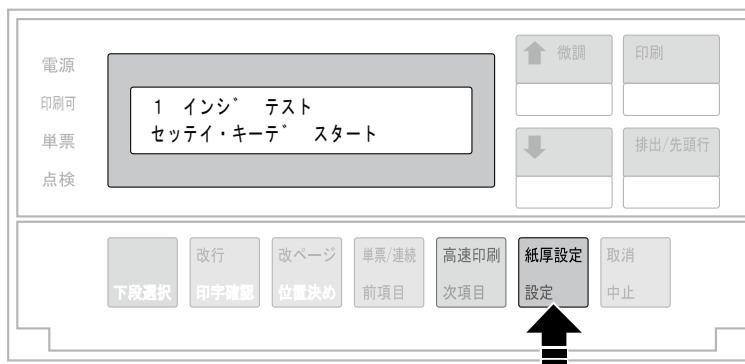 電源
印刷可
単票
点検
1 インジ テスト
セッテイ・キーデ スタート
微調
印刷
排出/先頭行
下段選択
改行
印字確認
改ページ
位置決め
単票/連続
前項目
高速印刷
次項目
紙厚設定
設定
取消
中止